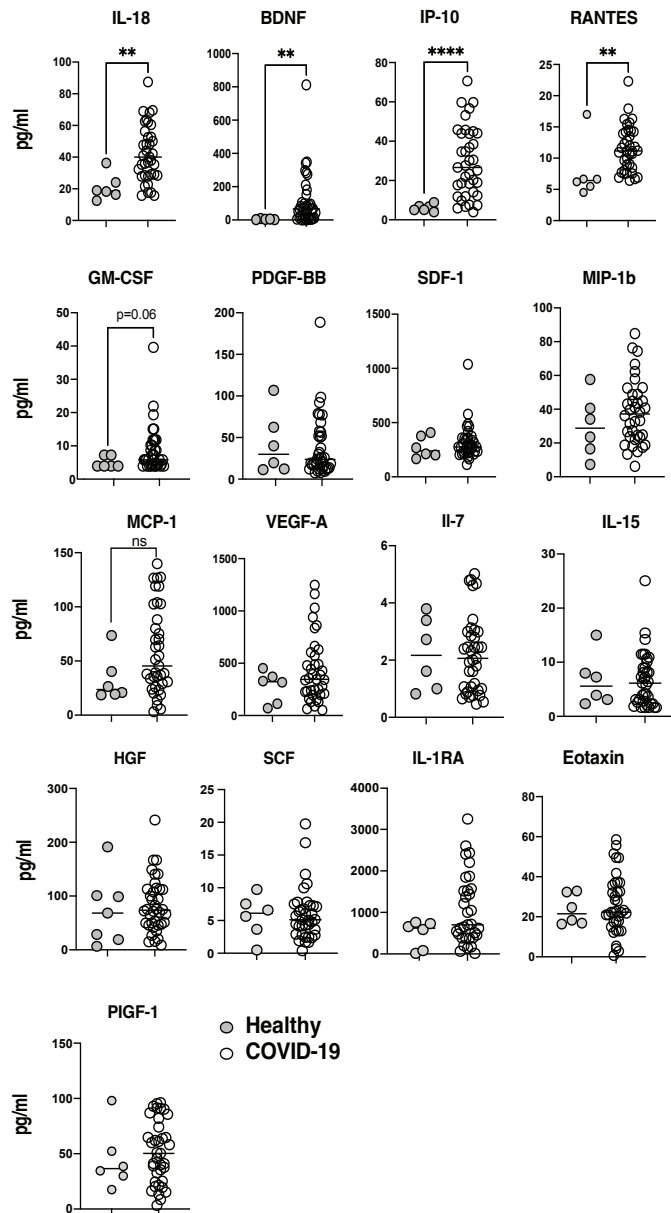 IL-18 BDNF IP-10 RANTES
** ** **** **
pg/ml
100 80 60 40 20 0
1000 800 600 400 200 0
80 60 40 20 0
25 20 15 10 5 0
GM-CSF PDGF-BB SDF-1 MIP-1b
p=0.06
pg/ml
50 40 30 20 10 0
200 150 100 50 0
1500 1000 500 0
100 80 60 40 20 0
MCP-1 VEGF-A Il-7 IL-15
ns
pg/ml
150 100 50 0
1500 1000 500 0
6 4 2 0
30 20 10 0
HGF SCF IL-1RA Eotaxin
pg/ml
300 200 100 0
25 20 15 10 5 0
4000 3000 2000 1000 0
80 60 40 20 0
PIGF-1
pg/ml
150 100 50 0
Healthy
COVID-19